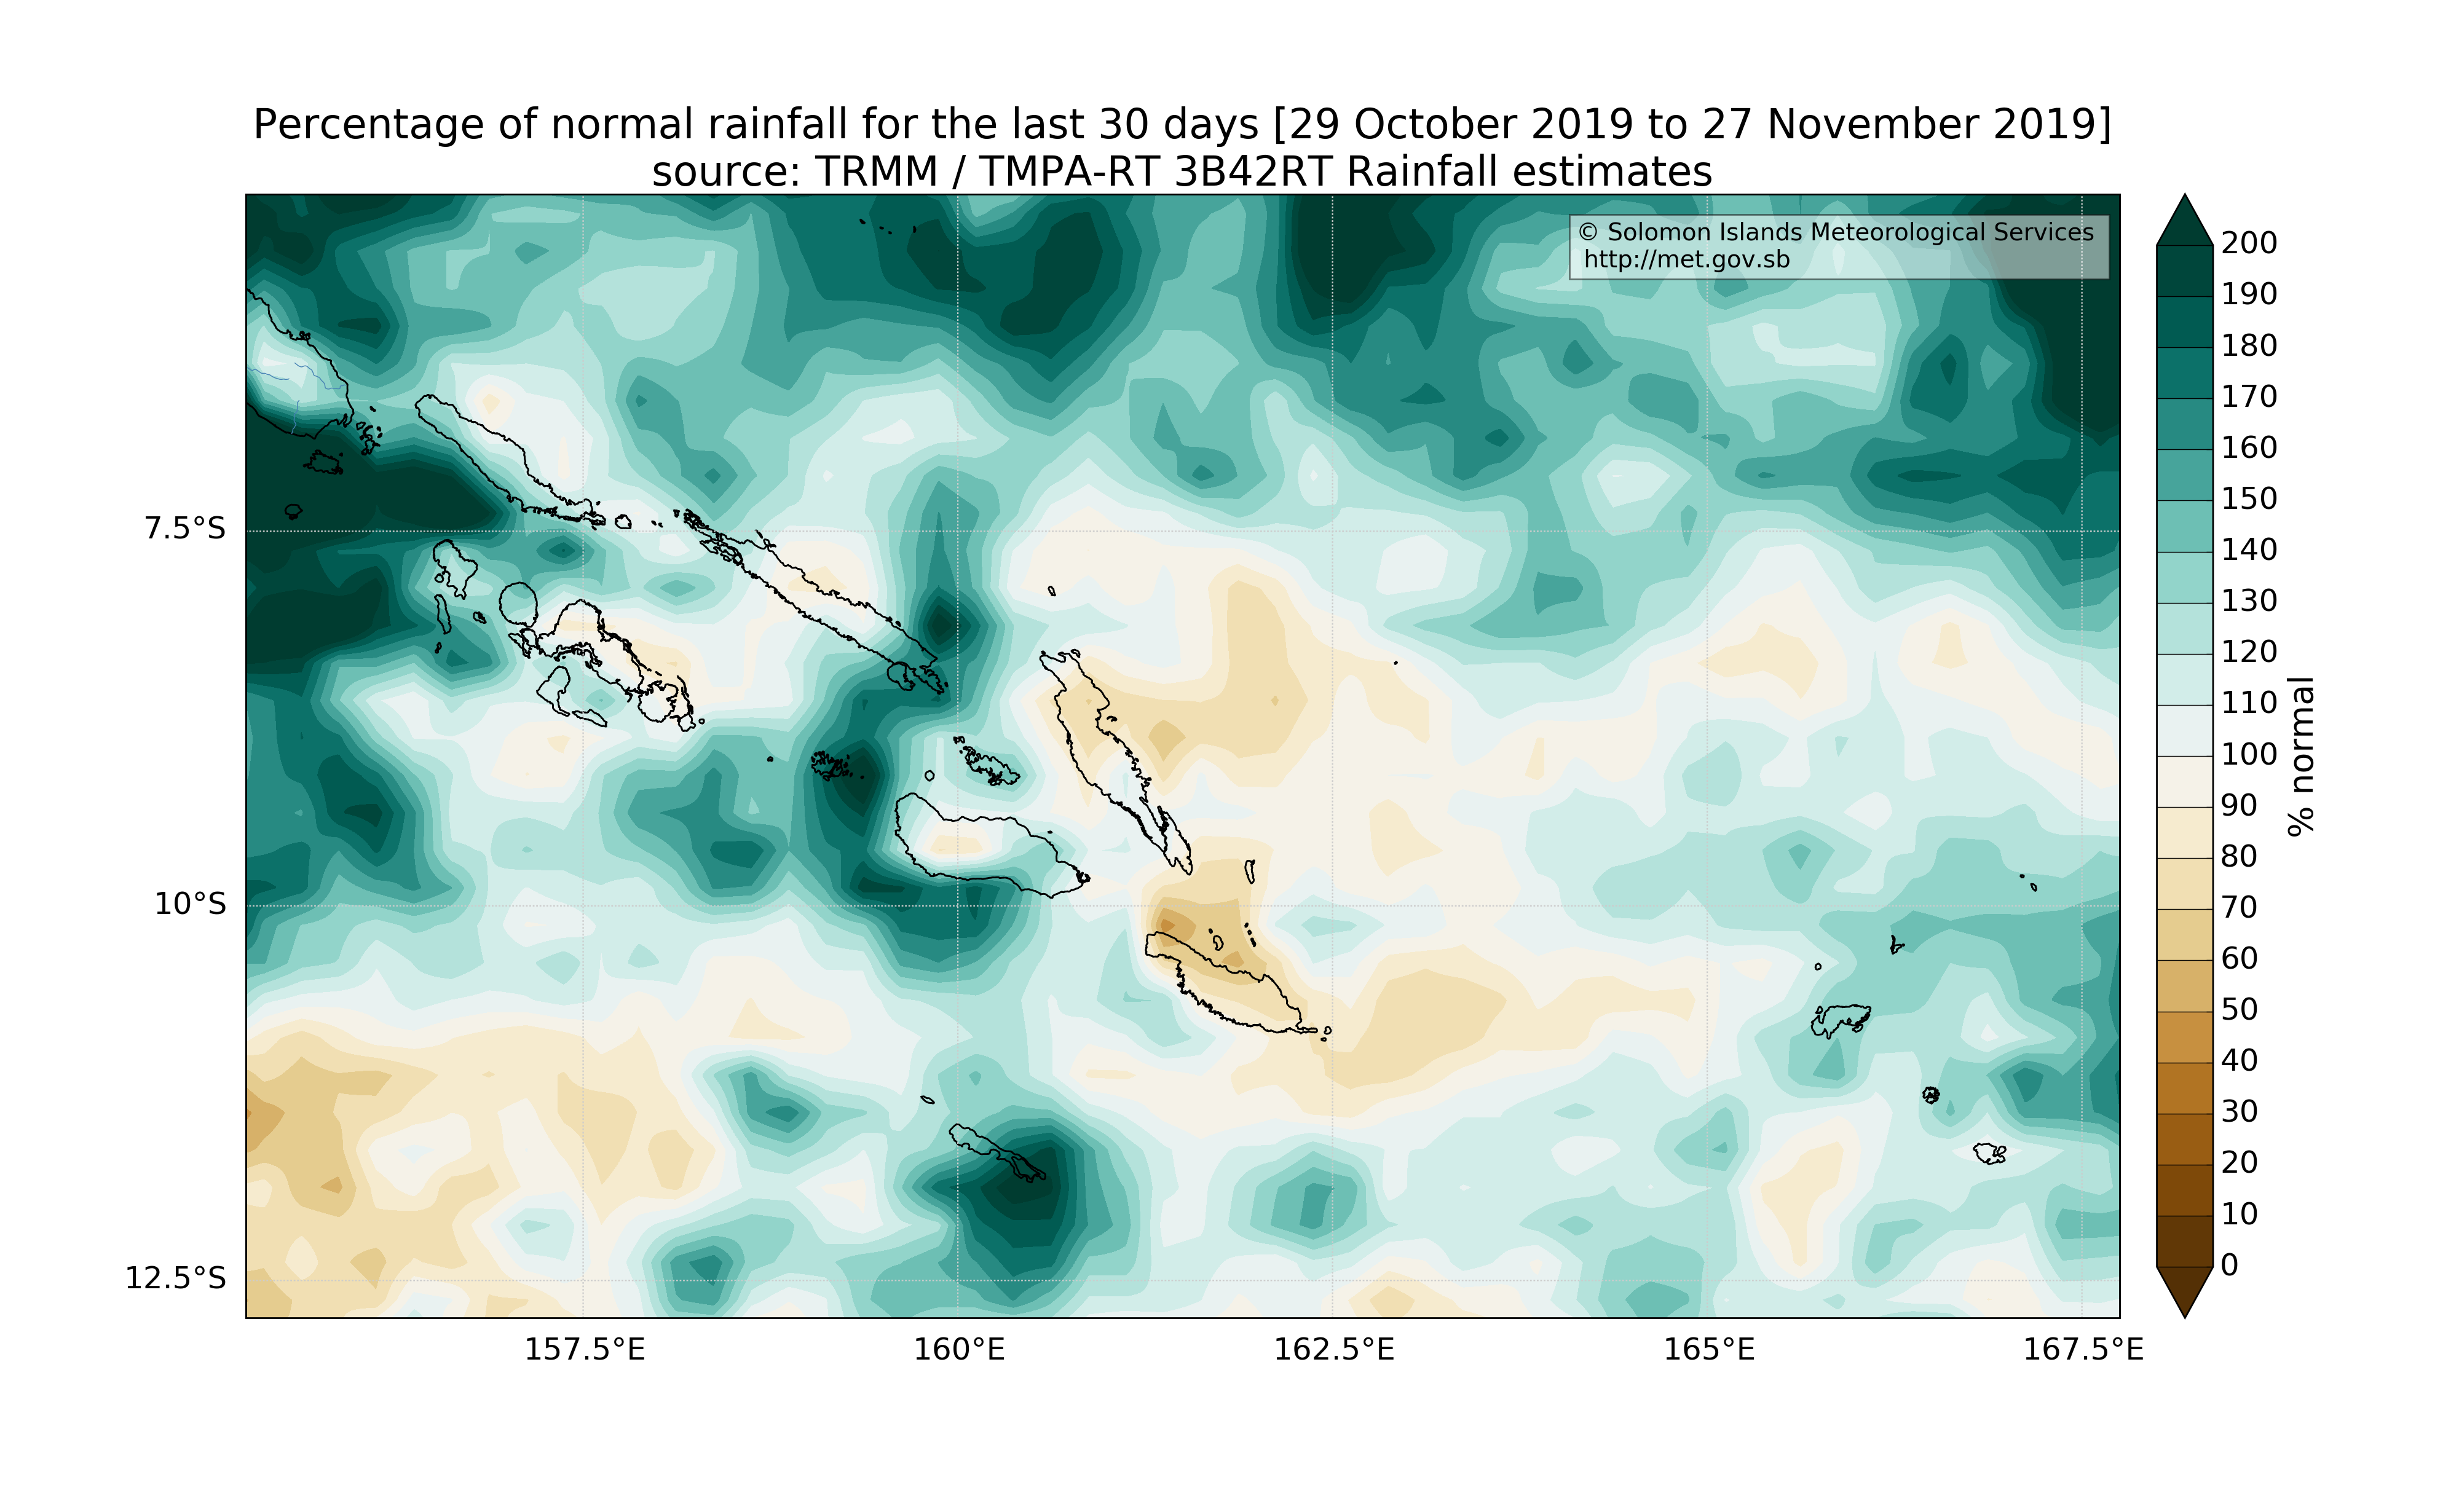 Percentage of normal rainfall for the last 30 days [29 October 2019 to 27 November 2019]
source: TRMM / TMPA-RT 3B42RT Rainfall estimates
© Solomon Islands Meteorological Services
http://met.gov.sb
200
190
180
170
160
150
140
130
120
110
100
90
80
70
60
50
40
30
20
10
0
% normal
7.5°S
10°S
12.5°S
157.5°E
160°E
162.5°E
165°E
167.5°E